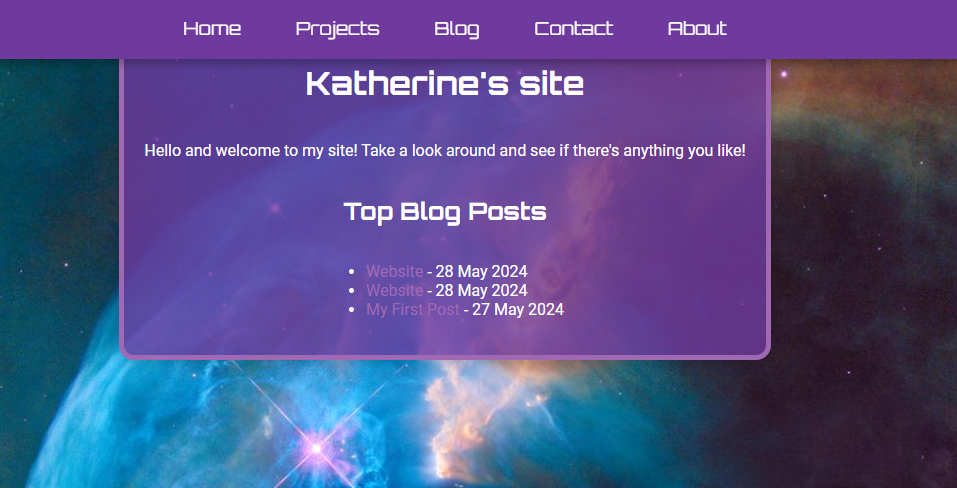 Home Projects Blog Contact About
Katherine's site
Hello and welcome to my site! Take a look around and see if there's anything you like!
Top Blog Posts
Website - 28 May 2024
Website - 28 May 2024
My First Post - 27 May 2024